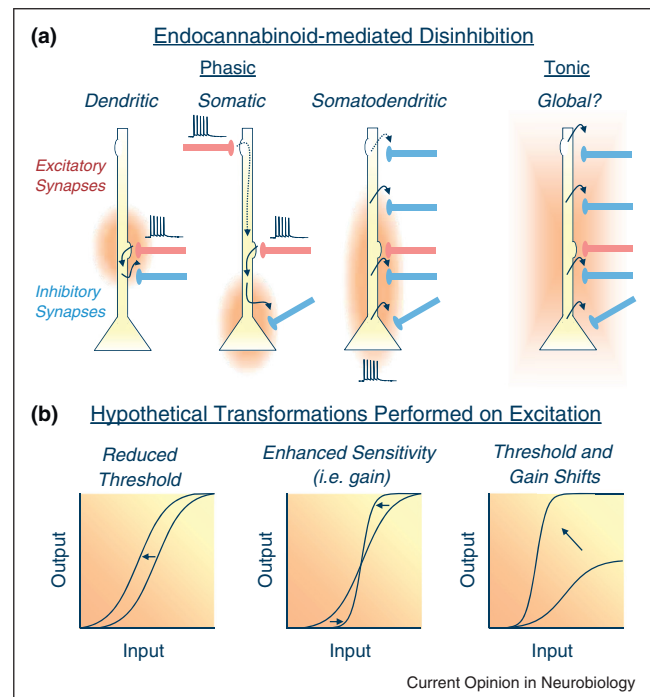 (a) Endocannabinoid-mediated Disinhibition
Phasic
Tonic
Dendritic
Somatic
Somatodendritic
Global?
Excitatory
Synapses
Inhibitory
Synapses
(b) Hypothetical Transformations Performed on Excitation
Reduced
Threshold
Enhanced Sensitivity
(i.e. gain)
Threshold and
Gain Shifts
Output
Input
Output
Input
Output
Input
Current Opinion in Neurobiology